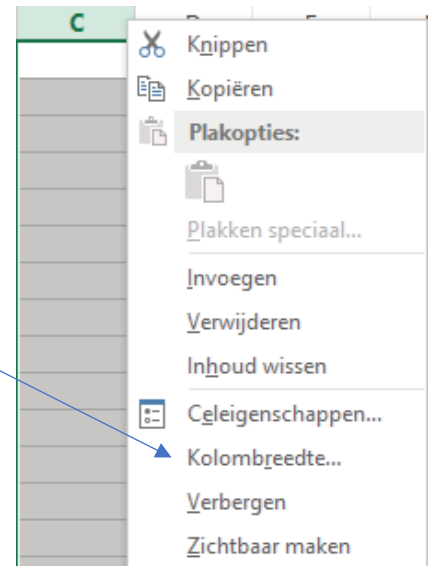 C
Knippen
Kopiëren
Plakopties:
Plakken speciaal...
Invoegen
Verwijderen
Inhoud wissen
Celeigenschappen...
Kolombreedte...
Verbergen
Zichtbaar maken